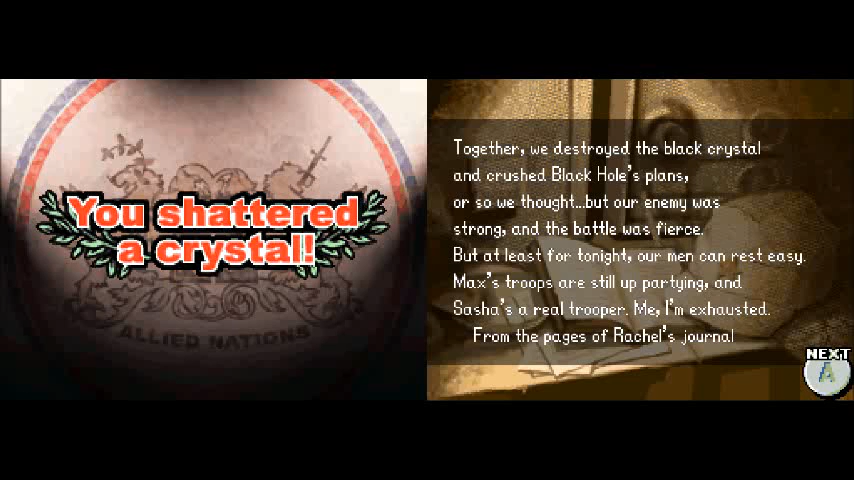 You shattered
a crystal!
ALLIED NATIONS
Together, we destroyed the black crystal
and crushed Black Hole's plans,
or so we thought...but our enemy was
strong, and the battle was fierce.
But at least for tonight, our men can rest easy.
Max's troops are still up partying, and
Sasha's a real trooper. Me, I'm exhausted.
From the pages of Rachel's journal
NEXT
A